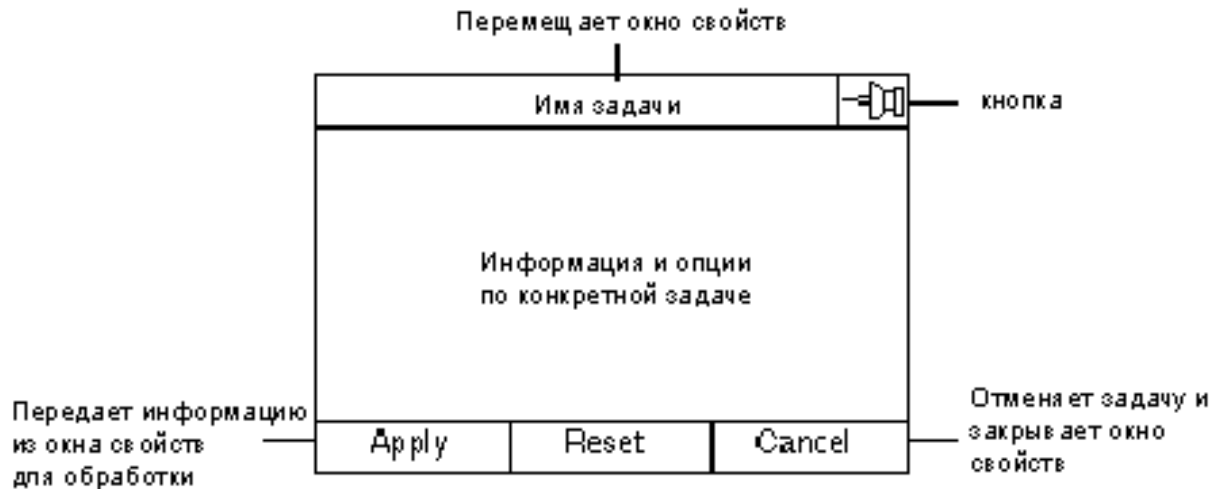 Перемещает окно свойств
Имя задачи
кнопка
Информация и опции
по конкретной задаче
Передает информацию
из окна свойств
для обработки
Apply
Reset
Cancel
Отменяет задачу и
закрывает окно
свойств